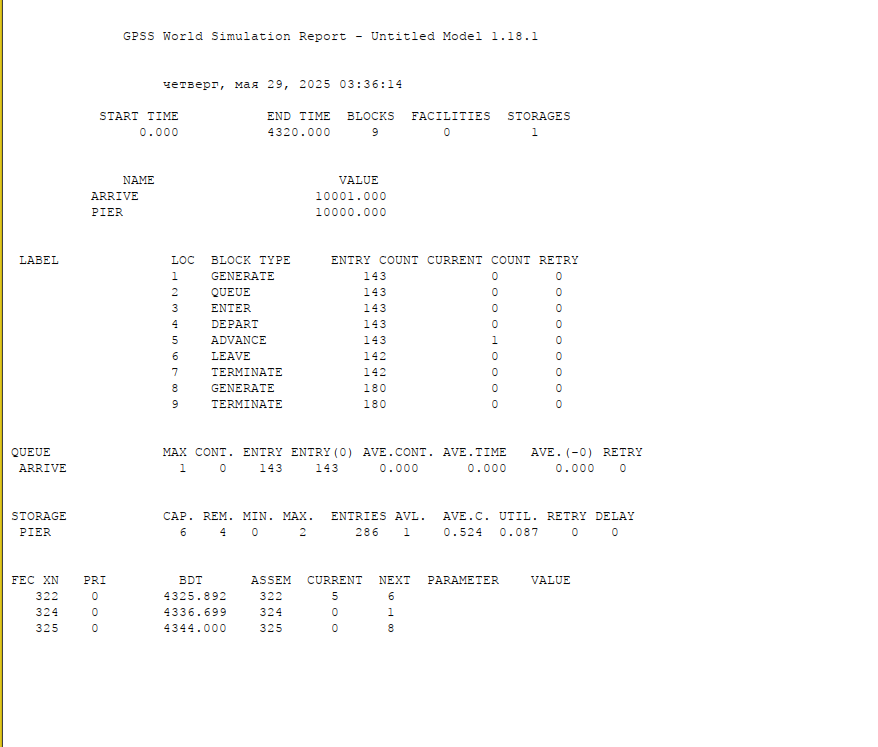 GPSS World Simulation Report - Untitled Model 1.18.1
четверг, мая 29, 2025 03:36:14
START TIME END TIME BLOCKS FACILITIES STORAGES
0.000 4320.000 9 0 1
NAME VALUE
ARRIVE 10001.000
PIER 10000.000
LABEL LOC BLOCK TYPE ENTRY COUNT CURRENT COUNT RETRY
1 GENERATE 143 0 0
2 QUEUE 143 0 0
3 ENTER 143 0 0
4 DEPART 143 0 0
5 ADVANCE 143 1 0
6 LEAVE 142 0 0
7 TERMINATE 142 0 0
8 GENERATE 180 0 0
9 TERMINATE 180 0 0
QUEUE MAX CONT. ENTRY ENTRY(0) AVE.CONT. AVE.TIME AVE.(-0) RETRY
ARRIVE 1 0 143 143 0.000 0.000 0.000 0
STORAGE CAP. REM. MIN. MAX. ENTRIES AVL. AVE.C. UTIL. RETRY DELAY
PIER 6 4 0 2 286 1 0.524 0.087 0 0
FEC XN PRI BDT ASSEM CURRENT NEXT PARAMETER VALUE
322 0 4325.892 322 5 6
324 0 4336.699 324 0 1
325 0 4344.000 325 0 8